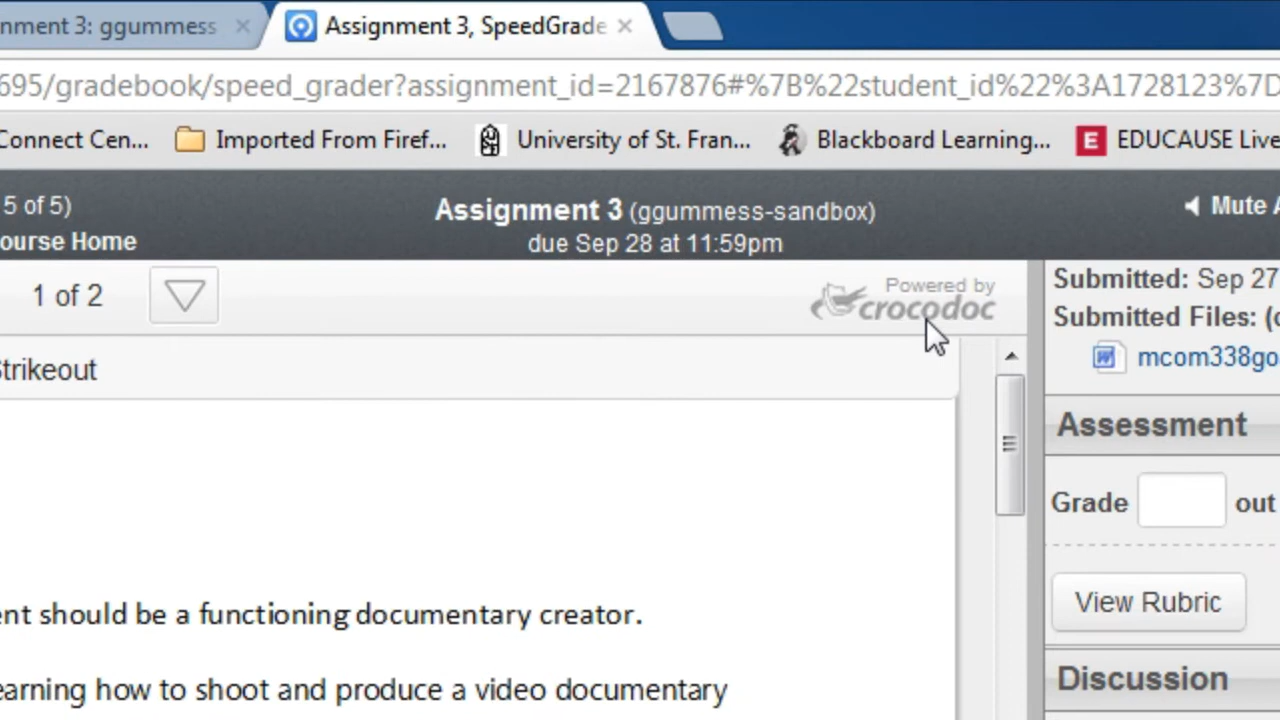 nment 3: ggummess
Assignment 3, SpeedGrade
695/gradebook/speed_grader?assignment_id=2167876#%7B%22student_id%22%3A1728123%7D
Connect Cen... Imported From Firef... University of St. Fran... Blackboard Learning... E EDUCAUSE Live
5 of 5)
Assignment 3 (ggummess-sandbox)
Mute A
ourse Home
due Sep 28 at 11:59pm
1 of 2
Powered by
crocodoc
Submitted: Sep 27
Submitted Files: (c
mcom338go
Strikeout
Assessment
Grade out
View Rubric
ent should be a functioning documentary creator.
earning how to shoot and produce a video documentary
Discussion